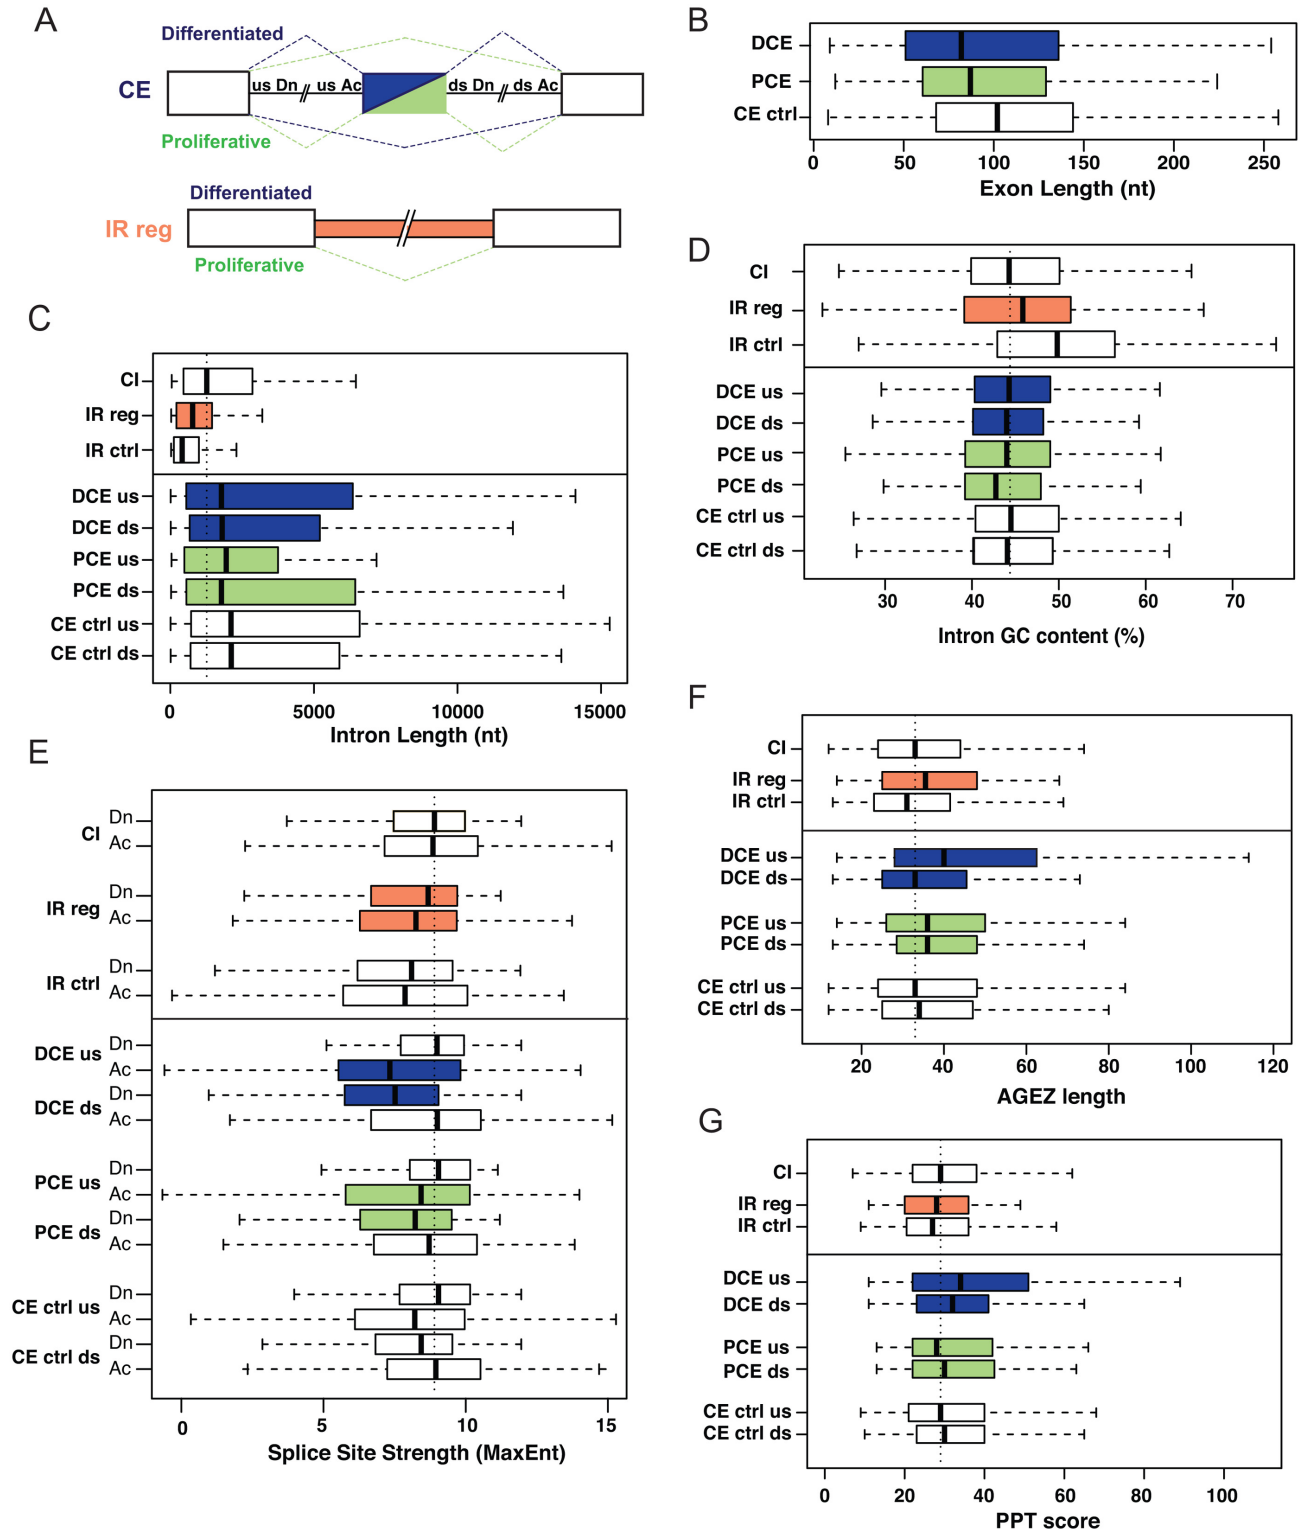 A
Differentiated
CE
us Dn
us Ac
ds Dn
ds Ac
Proliferative
Differentiated
IR reg
Proliferative
B
DCE
PCE
CE ctrl
0 50 100 150 200 250
Exon Length (nt)
C
CI
IR reg
IR ctrl
DCE us
DCE ds
PCE us
PCE ds
CE ctrl us
CE ctrl ds
0 5000 10000 15000
Intron Length (nt)
D
CI
IR reg
IR ctrl
DCE us
DCE ds
PCE us
PCE ds
CE ctrl us
CE ctrl ds
30 40 50 60 70
Intron GC content (%)
E
CI
Dn
Ac
IR reg
Dn
Ac
IR ctrl
Dn
Ac
DCE us
Dn
Ac
DCE ds
Dn
Ac
PCE us
Dn
Ac
PCE ds
Dn
Ac
CE ctrl us
Dn
Ac
CE ctrl ds
Dn
Ac
0 5 10 15
Splice Site Strength (MaxEnt)
F
CI
IR reg
IR ctrl
DCE us
DCE ds
PCE us
PCE ds
CE ctrl us
CE ctrl ds
20 40 60 80 100 120
AGEZ length
G
CI
IR reg
IR ctrl
DCE us
DCE ds
PCE us
PCE ds
CE ctrl us
CE ctrl ds
0 20 40 60 80 100
PPT score